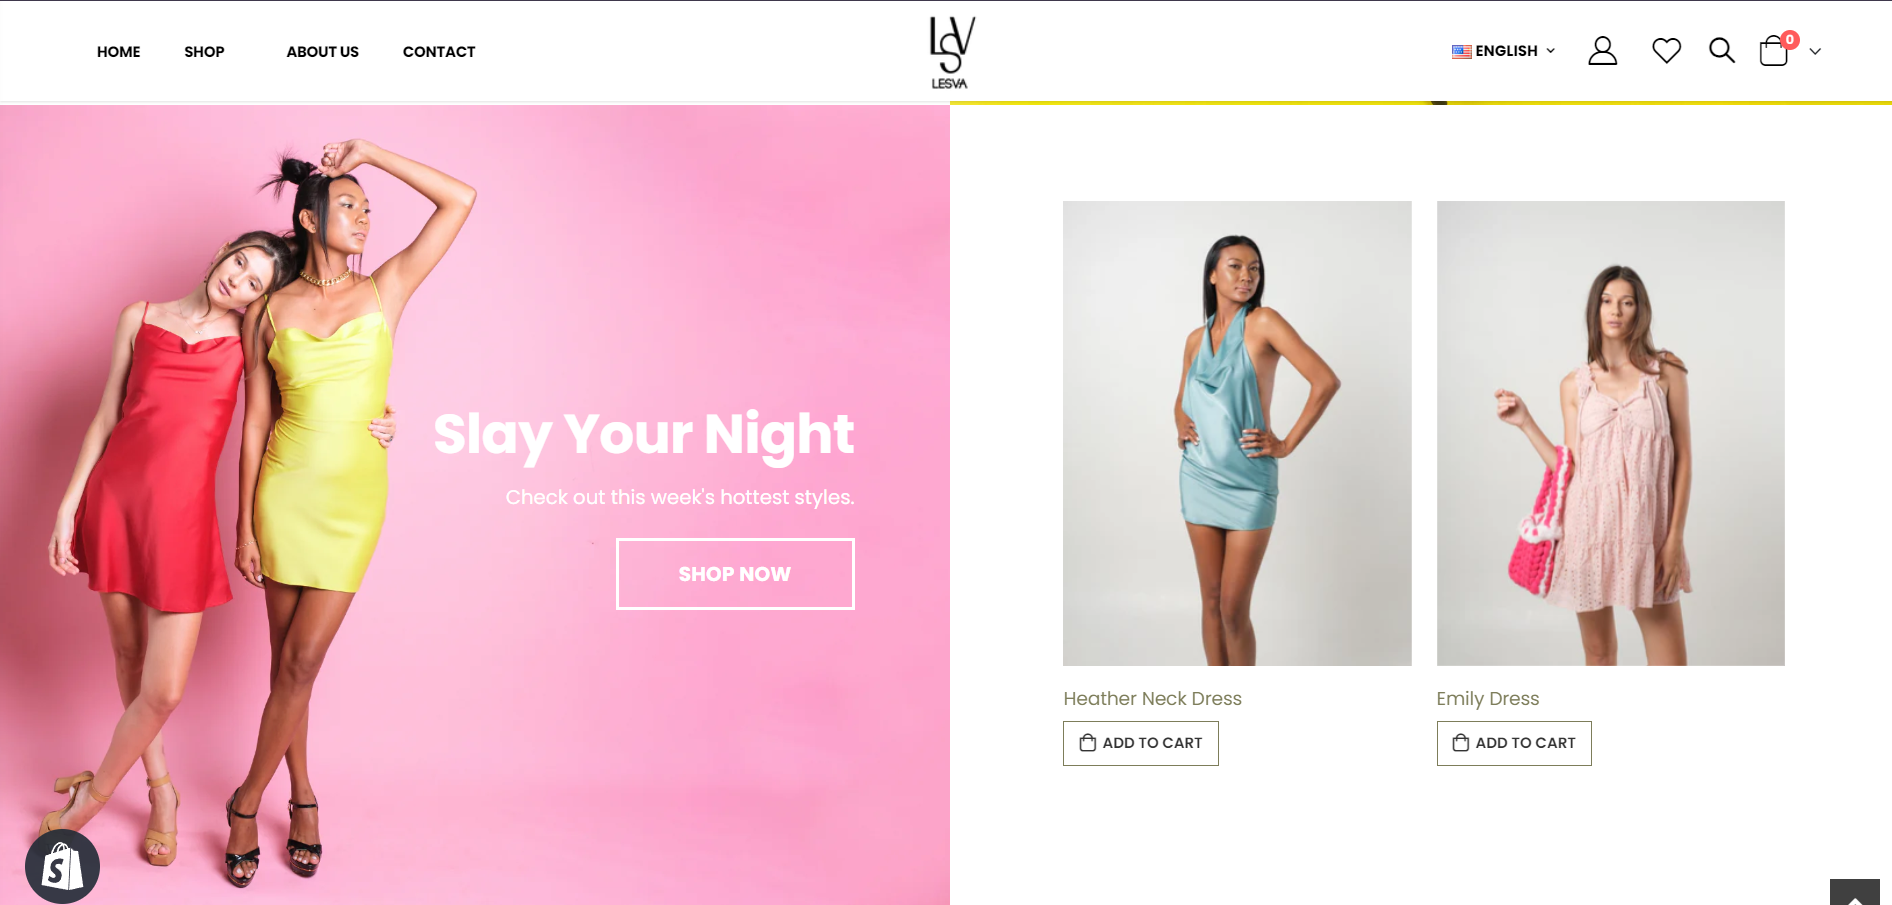 HOME SHOP ABOUT US CONTACT
LSV
LESVA
ENGLISH
0
Slay Your Night
Check out this week's hottest styles.
SHOP NOW
Heather Neck Dress
ADD TO CART
Emily Dress
ADD TO CART
S